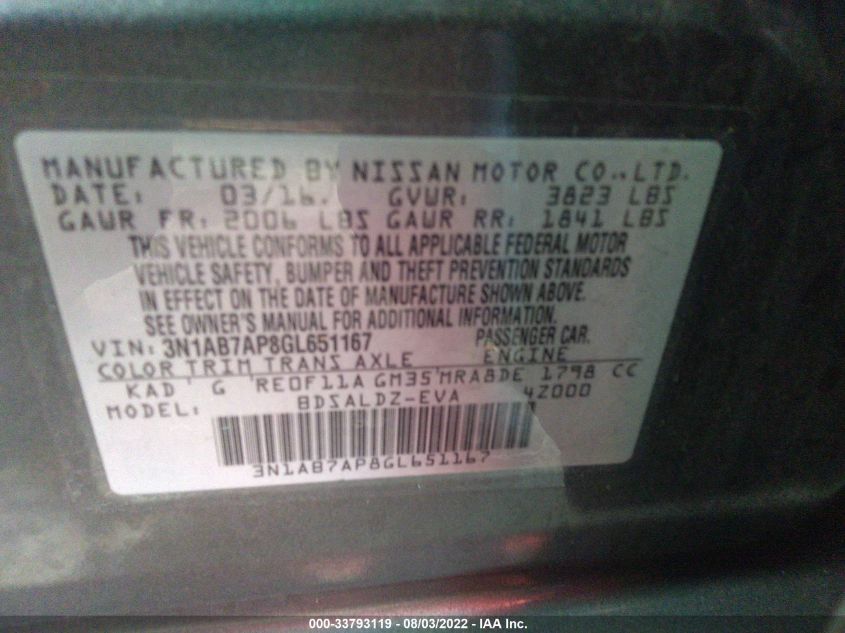 MANUFACTURED BY NISSAN MOTOR CO.,LTD.
DATE: 03/16. GVWR: 3823 LBS
GAWR FR: 2006 LBS GAWR RR: 1841 LBS
THIS VEHICLE CONFORMS TO ALL APPLICABLE FEDERAL MOTOR
VEHICLE SAFETY, BUMPER AND THEFT PREVENTION STANDARDS
IN EFFECT ON THE DATE OF MANUFACTURE SHOWN ABOVE.
SEE OWNER'S MANUAL FOR ADDITIONAL INFORMATION.
VIN: 3N1AB7AP8GL651167 PASSENGER CAR.
COLOR TRIM TRANS AXLE ENGINE
KAD G RE0F11A GM35 MRA8DE 1798 CC
MODEL: BDSALDZ-EVA 4Z000
3N1AB7AP8GL651167
000-33793119 - 08/03/2022 - IAA Inc.